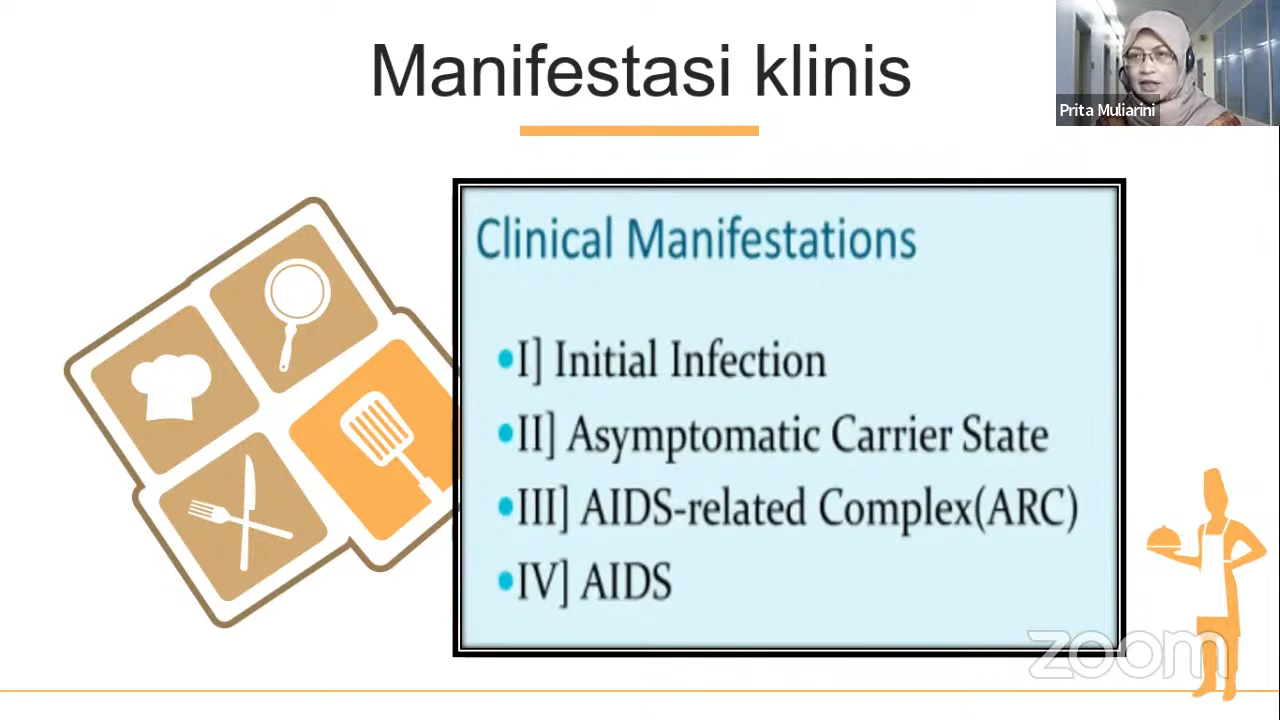 Manifestasi klinis
Prita Muliarini
Clinical Manifestations
•I] Initial Infection
•II] Asymptomatic Carrier State
•III] AIDS-related Complex(ARC)
•IV] AIDS
zoom